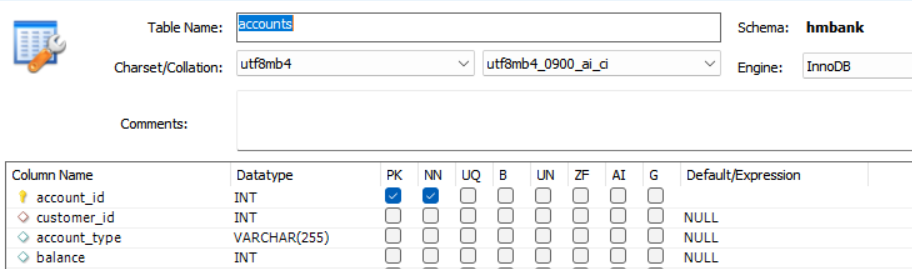 Table Name: accounts Schema: hmbank
Charset/Collation: utf8mb4 utf8mb4_0900_ai_ci Engine: InnoDB
Comments:
Column Name Datatype PK NN UQ B UN ZF AI G Default/Expression
account_id INT
customer_id INT NULL
account_type VARCHAR(255) NULL
balance INT NULL